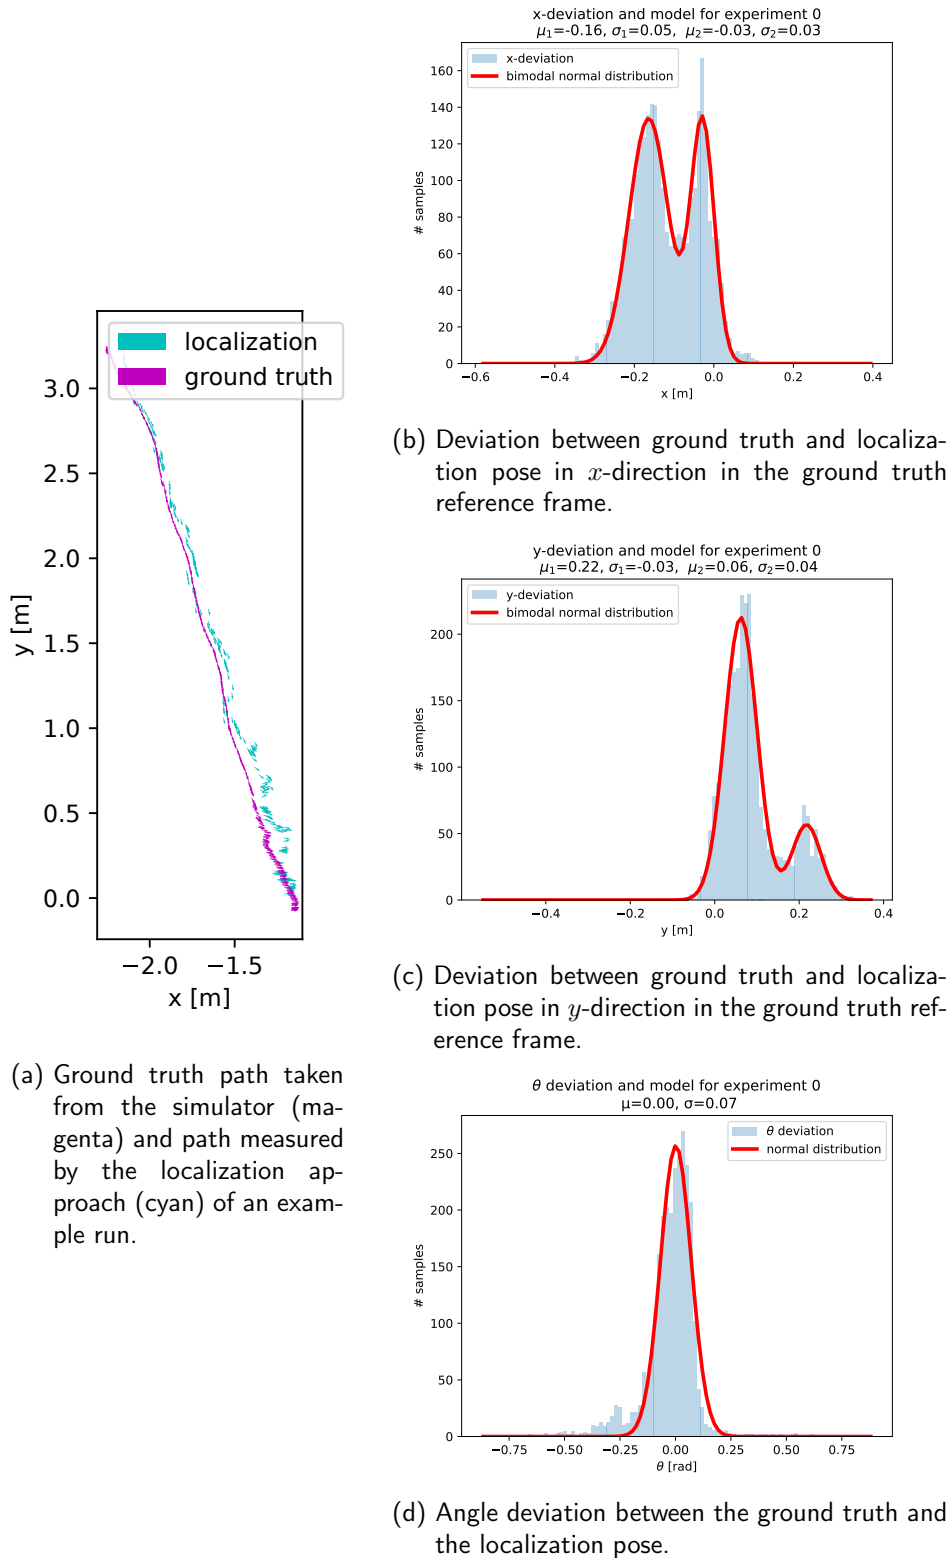 localization
ground truth
3.0
2.5
2.0
1.5
1.0
0.5
0.0
y [m]
−2.0 −1.5
x [m]
(a) Ground truth path taken
from the simulator (ma-
genta) and path measured
by the localization ap-
proach (cyan) of an exam-
ple run.
x-deviation and model for experiment 0
μ1=-0.16, σ1=0.05, μ2=-0.03, σ2=0.03
x-deviation
bimodal normal distribution
160
140
120
100
80
60
40
20
0
# samples
−0.6 −0.4 −0.2 0.0 0.2 0.4
x [m]
(b) Deviation between ground truth and localiza-
tion pose in x-direction in the ground truth
reference frame.
y-deviation and model for experiment 0
μ1=0.22, σ1=-0.03, μ2=0.06, σ2=0.04
y-deviation
bimodal normal distribution
200
150
100
50
0
# samples
−0.4 −0.2 0.0 0.2 0.4
y [m]
(c) Deviation between ground truth and localiza-
tion pose in y-direction in the ground truth ref-
erence frame.
θ deviation and model for experiment 0
μ=0.00, σ=0.07
θ deviation
normal distribution
250
200
150
100
50
0
# samples
−0.75 −0.50 −0.25 0.00 0.25 0.50 0.75
θ [rad]
(d) Angle deviation between the ground truth and
the localization pose.